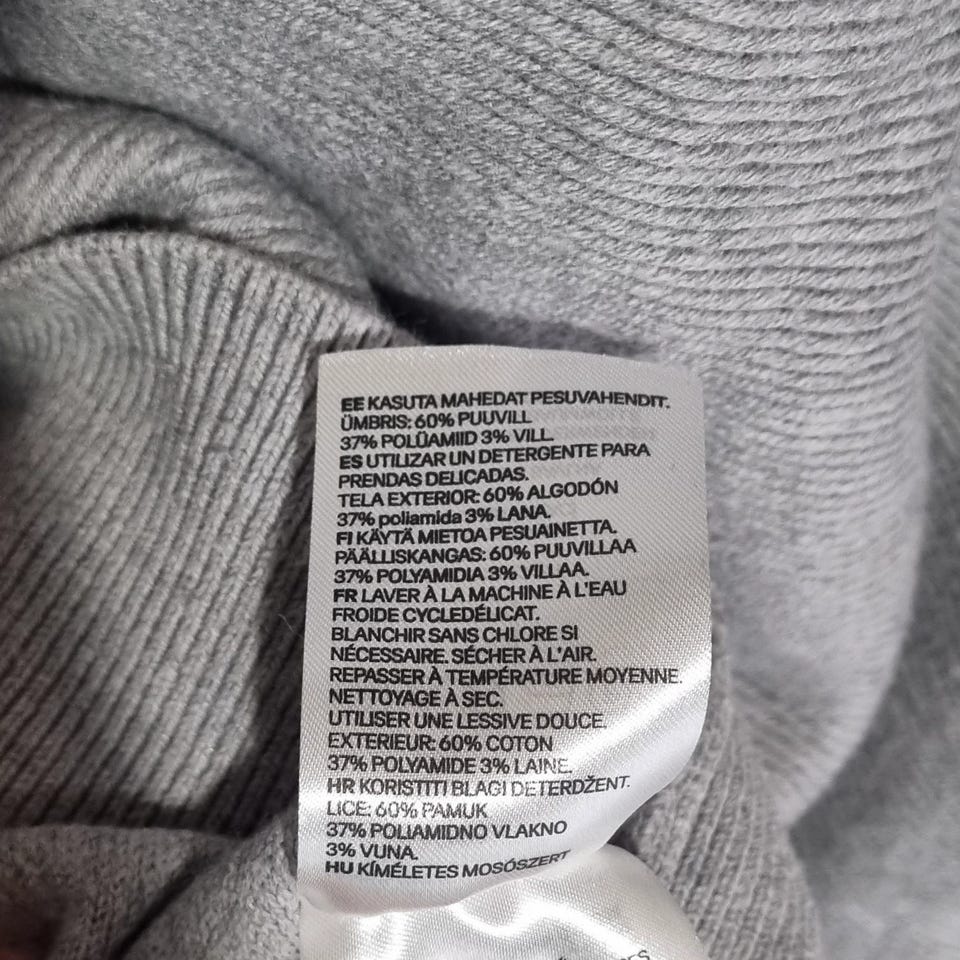 EE KASUTA MAHEDAT PESUVAHENDIT.
ÜMBRIS: 60% PUUVILL
37% POLÜAMIID 3% VILL.
ES UTILIZAR UN DETERGENTE PARA
PRENDAS DELICADAS.
TELA EXTERIOR: 60% ALGODÓN
37% poliamida 3% LANA.
FI KÄYTÄ MIETOA PESUAINETTA.
PÄÄLLISKANGAS: 60% PUUVILLAA
37% POLYAMIDIA 3% VILLAA.
FR LAVER À LA MACHINE À L'EAU
FROIDE CYCLEDÉLICAT.
BLANCHIR SANS CHLORE SI
NÉCESSAIRE. SÉCHER À L'AIR.
REPASSER À TEMPÉRATURE MOYENNE.
NETTOYAGE À SEC.
UTILISER UNE LESSIVE DOUCE.
EXTERIEUR: 60% COTON
37% POLYAMIDE 3% LAINE.
HR KORISTITI BLAGI DETERDŽENT.
LICE: 60% PAMUK
37% POLIAMIDNO VLAKNO
3% VUNA.
HU KÍMÉLETES MOSÓSZERT